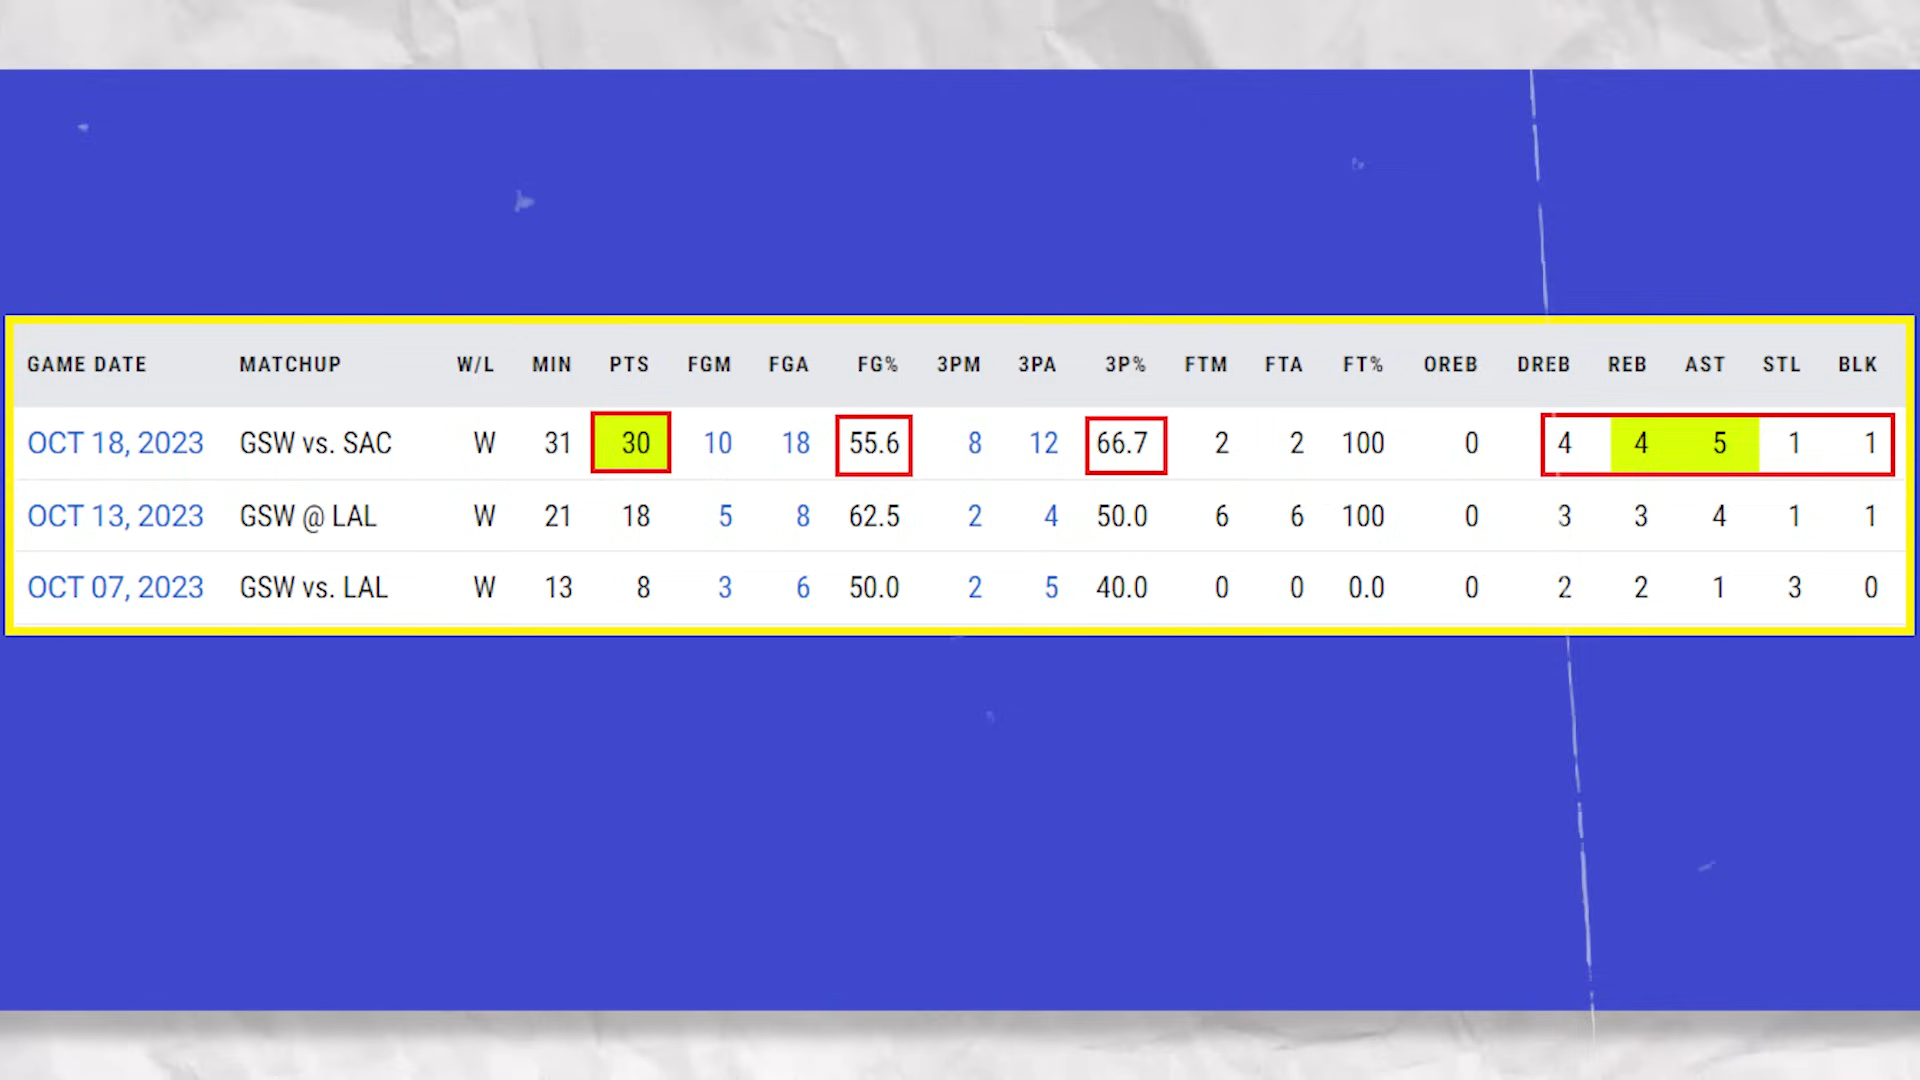 GAME DATE MATCHUP W/L MIN PTS FGM FGA FG% 3PM 3PA 3P% FTM FTA FT% OREB DREB REB AST STL BLK
OCT 18, 2023 GSW vs. SAC W 31 30 10 18 55.6 8 12 66.7 2 2 100 0 4 4 5 1 1
OCT 13, 2023 GSW @ LAL W 21 18 5 8 62.5 2 4 50.0 6 6 100 0 3 3 4 1 1
OCT 07, 2023 GSW vs. LAL W 13 8 3 6 50.0 2 5 40.0 0 0 0.0 0 2 2 1 3 0